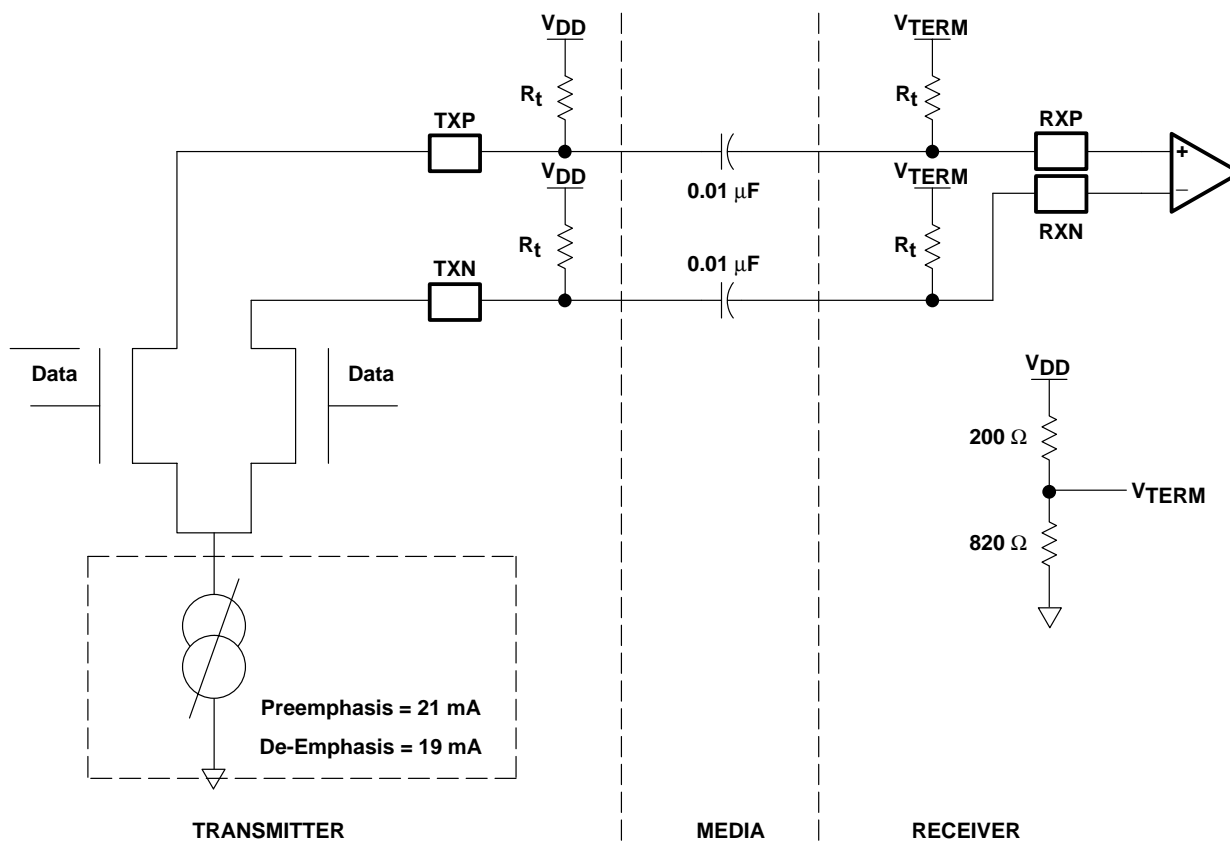 VDD
VTERM
Rt
Rt
TXP
RXP
VDD
VTERM
0.01 μF
RXN
Rt
Rt
TXN
0.01 μF
Data
Data
VDD
200 Ω
VTERM
820 Ω
Preemphasis = 21 mA
De-Emphasis = 19 mA
TRANSMITTER
MEDIA
RECEIVER
+
−